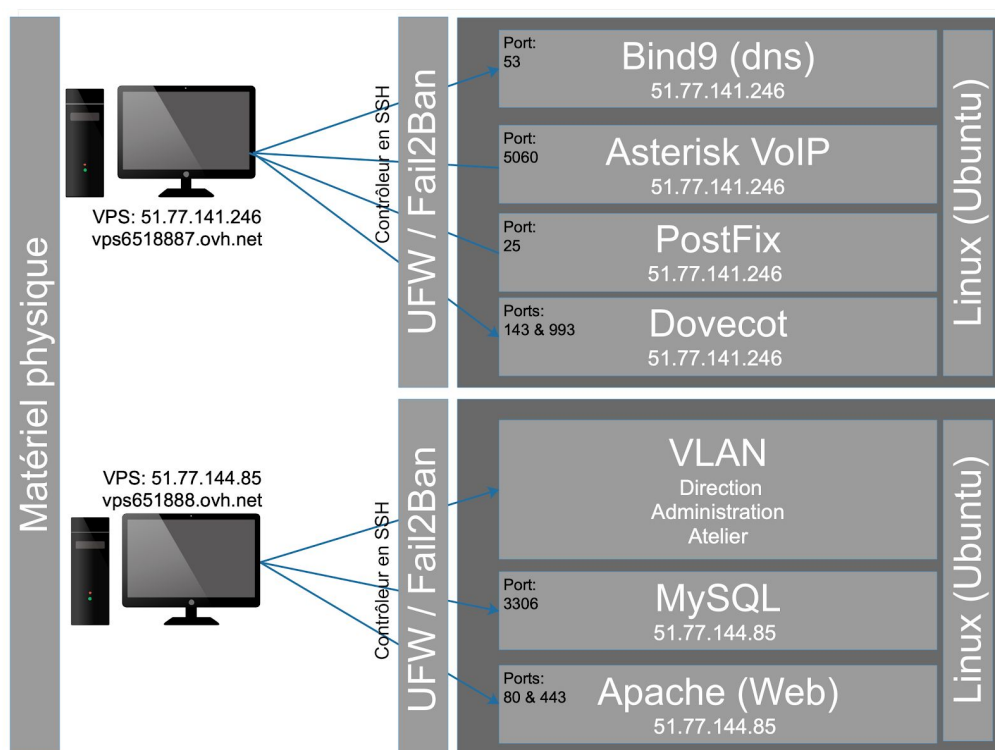 Matériel physique
VPS: 51.77.141.246
vps6518887.ovh.net
Contrôleur en SSH
UFW / Fail2Ban
Port:
53
Bind9 (dns)
51.77.141.246
Port:
5060
Asterisk VoIP
51.77.141.246
Port:
25
PostFix
51.77.141.246
Ports:
143 & 993
Dovecot
51.77.141.246
Linux (Ubuntu)
VPS: 51.77.144.85
vps651888.ovh.net
Contrôleur en SSH
UFW / Fail2Ban
VLAN
Direction
Administration
Atelier
Port:
3306
MySQL
51.77.144.85
Ports:
80 & 443
Apache (Web)
51.77.144.85
Linux (Ubuntu)